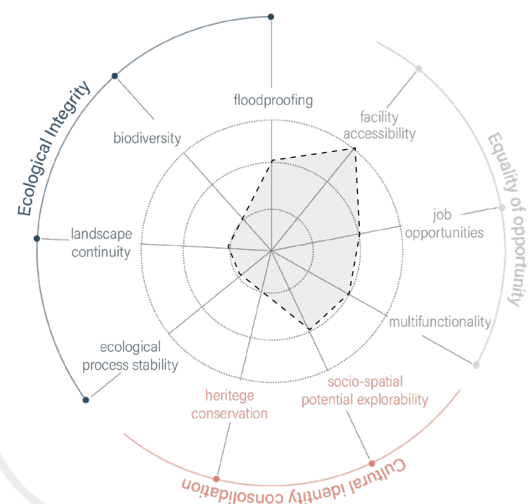 floodproofing
facility
accessibility
biodiversity
Ecological Integrity
Equality of opportunity
job
opportunities
landscape
continuity
multifunctionality
ecological
process stability
socio-spatial
potential explorability
heritege
conservation
Cultural identity consolidation